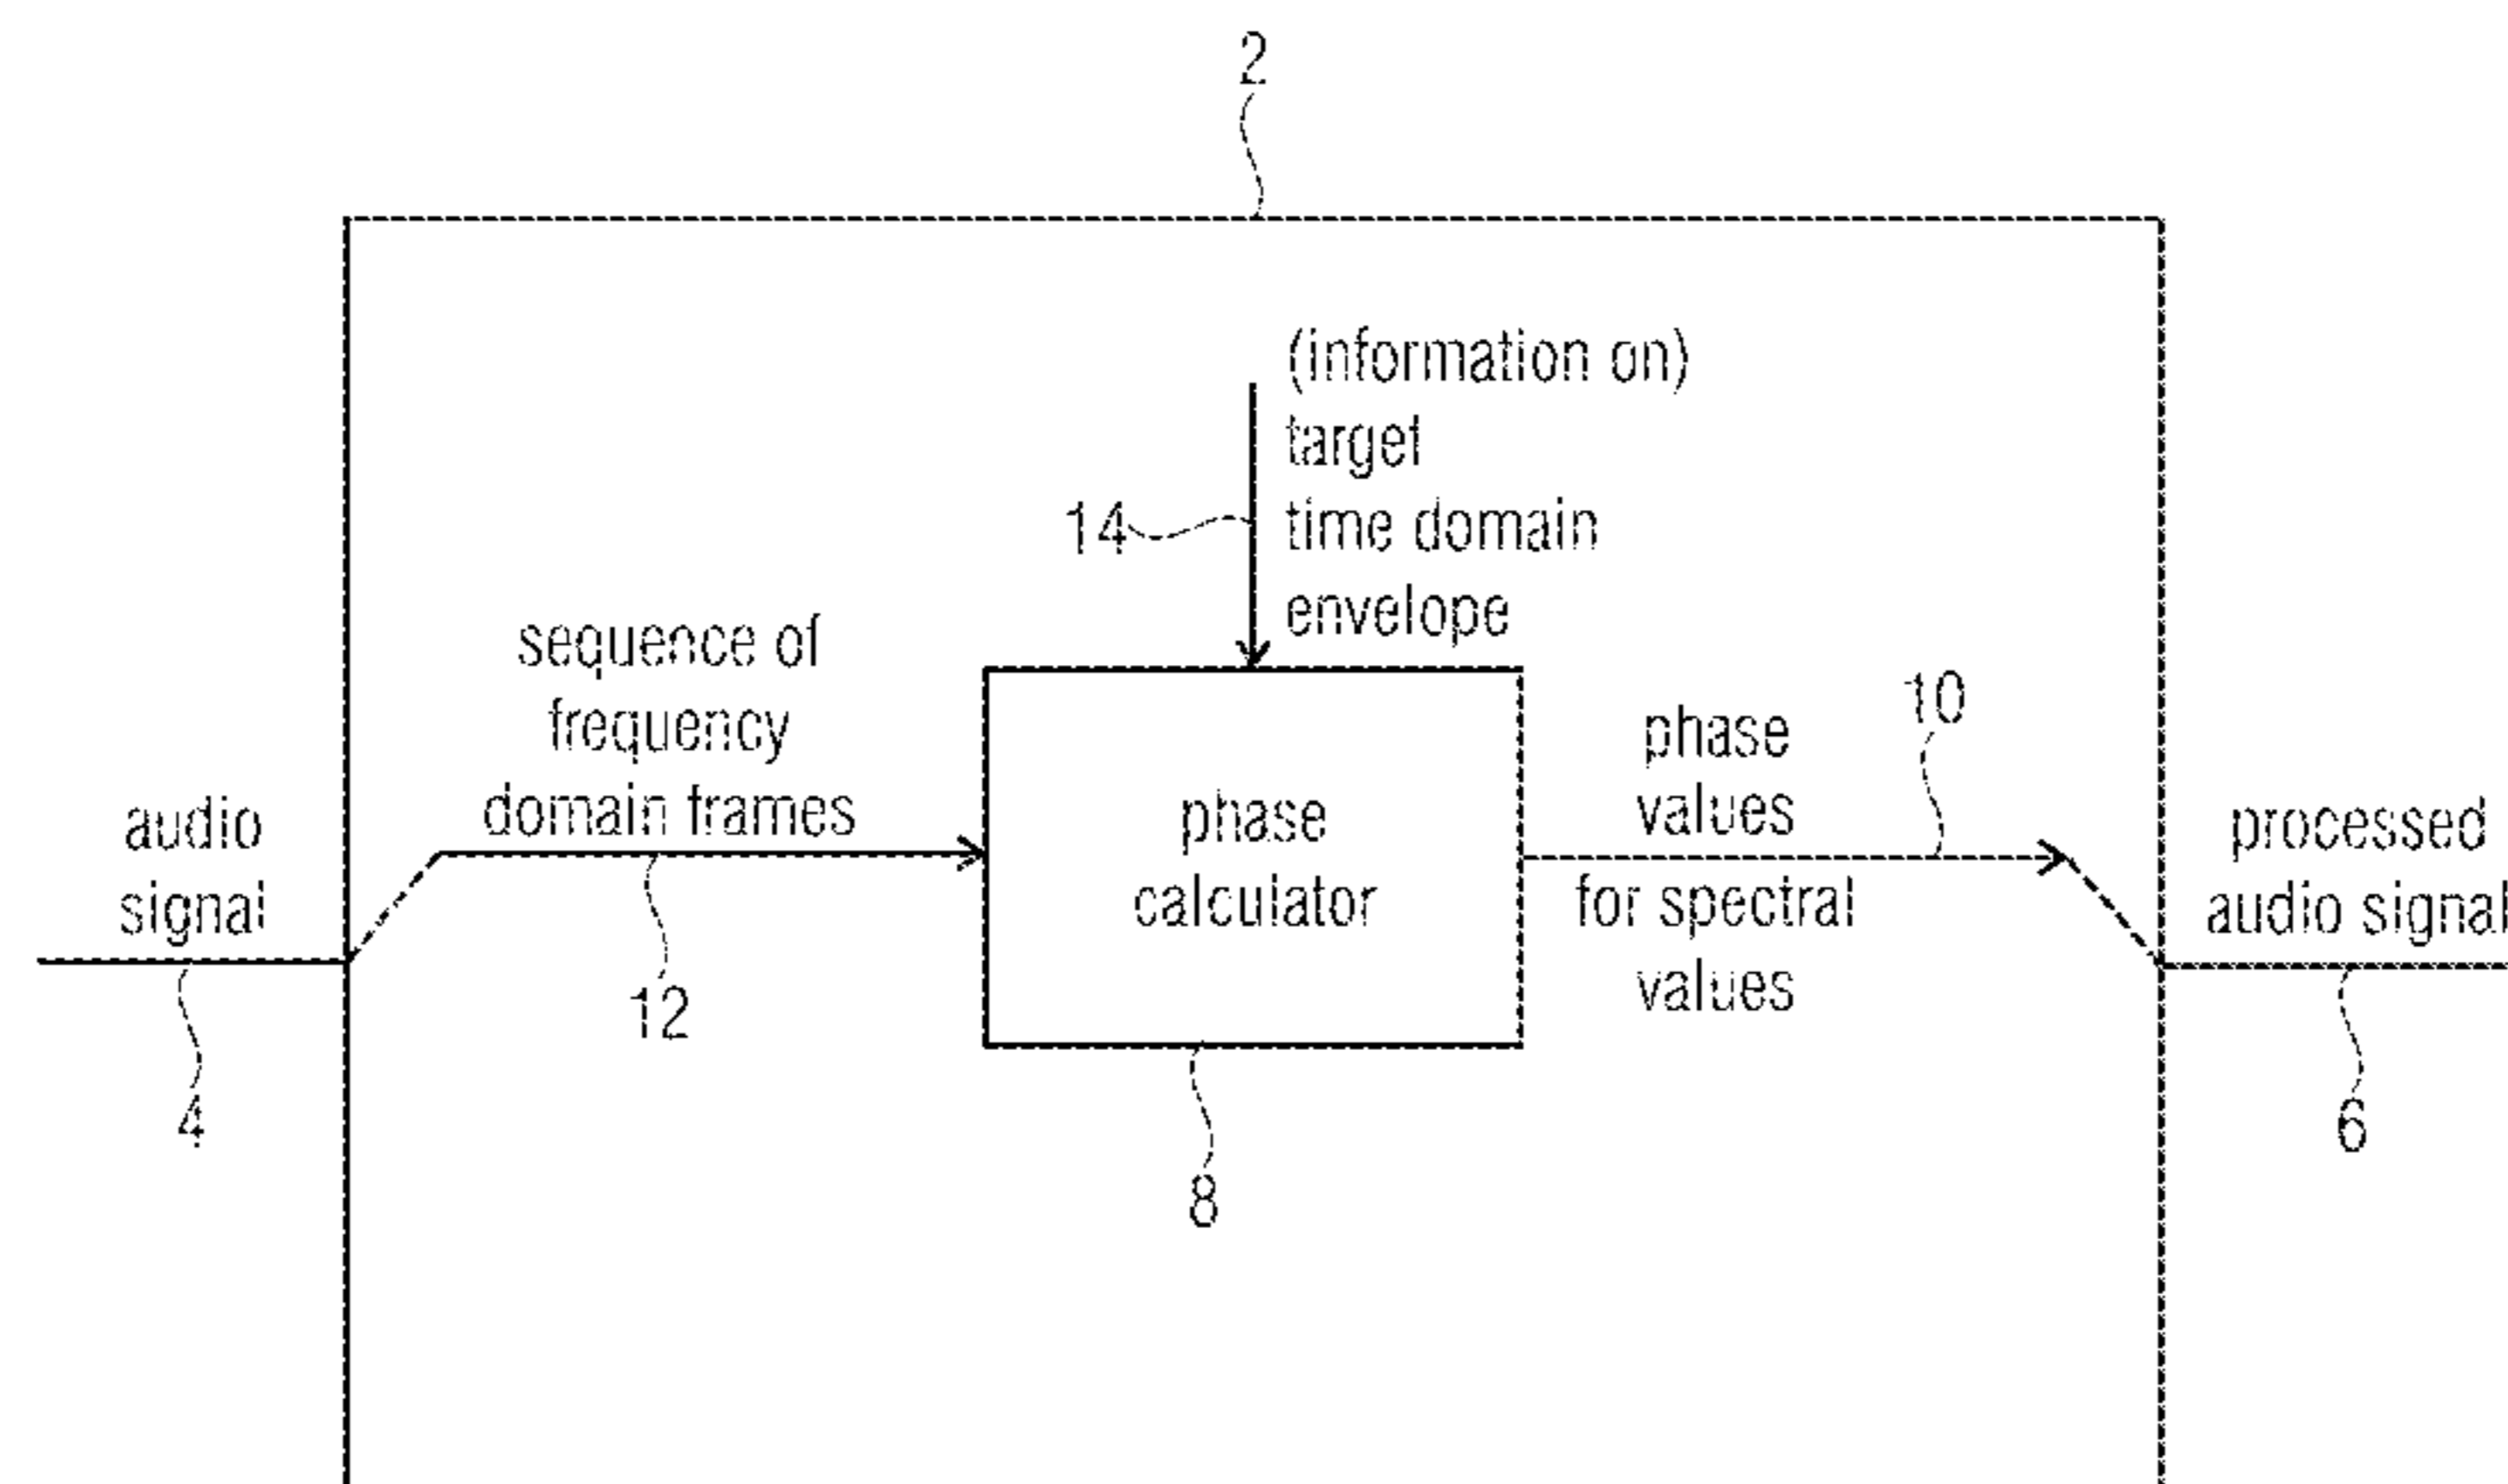 2
(information on)
target
time domain
envelope
14
sequence of
frequency
domain frames
12
audio
signal
4
phase
calculator
8
phase
values
for spectral
values
10
processed
audio signal
6